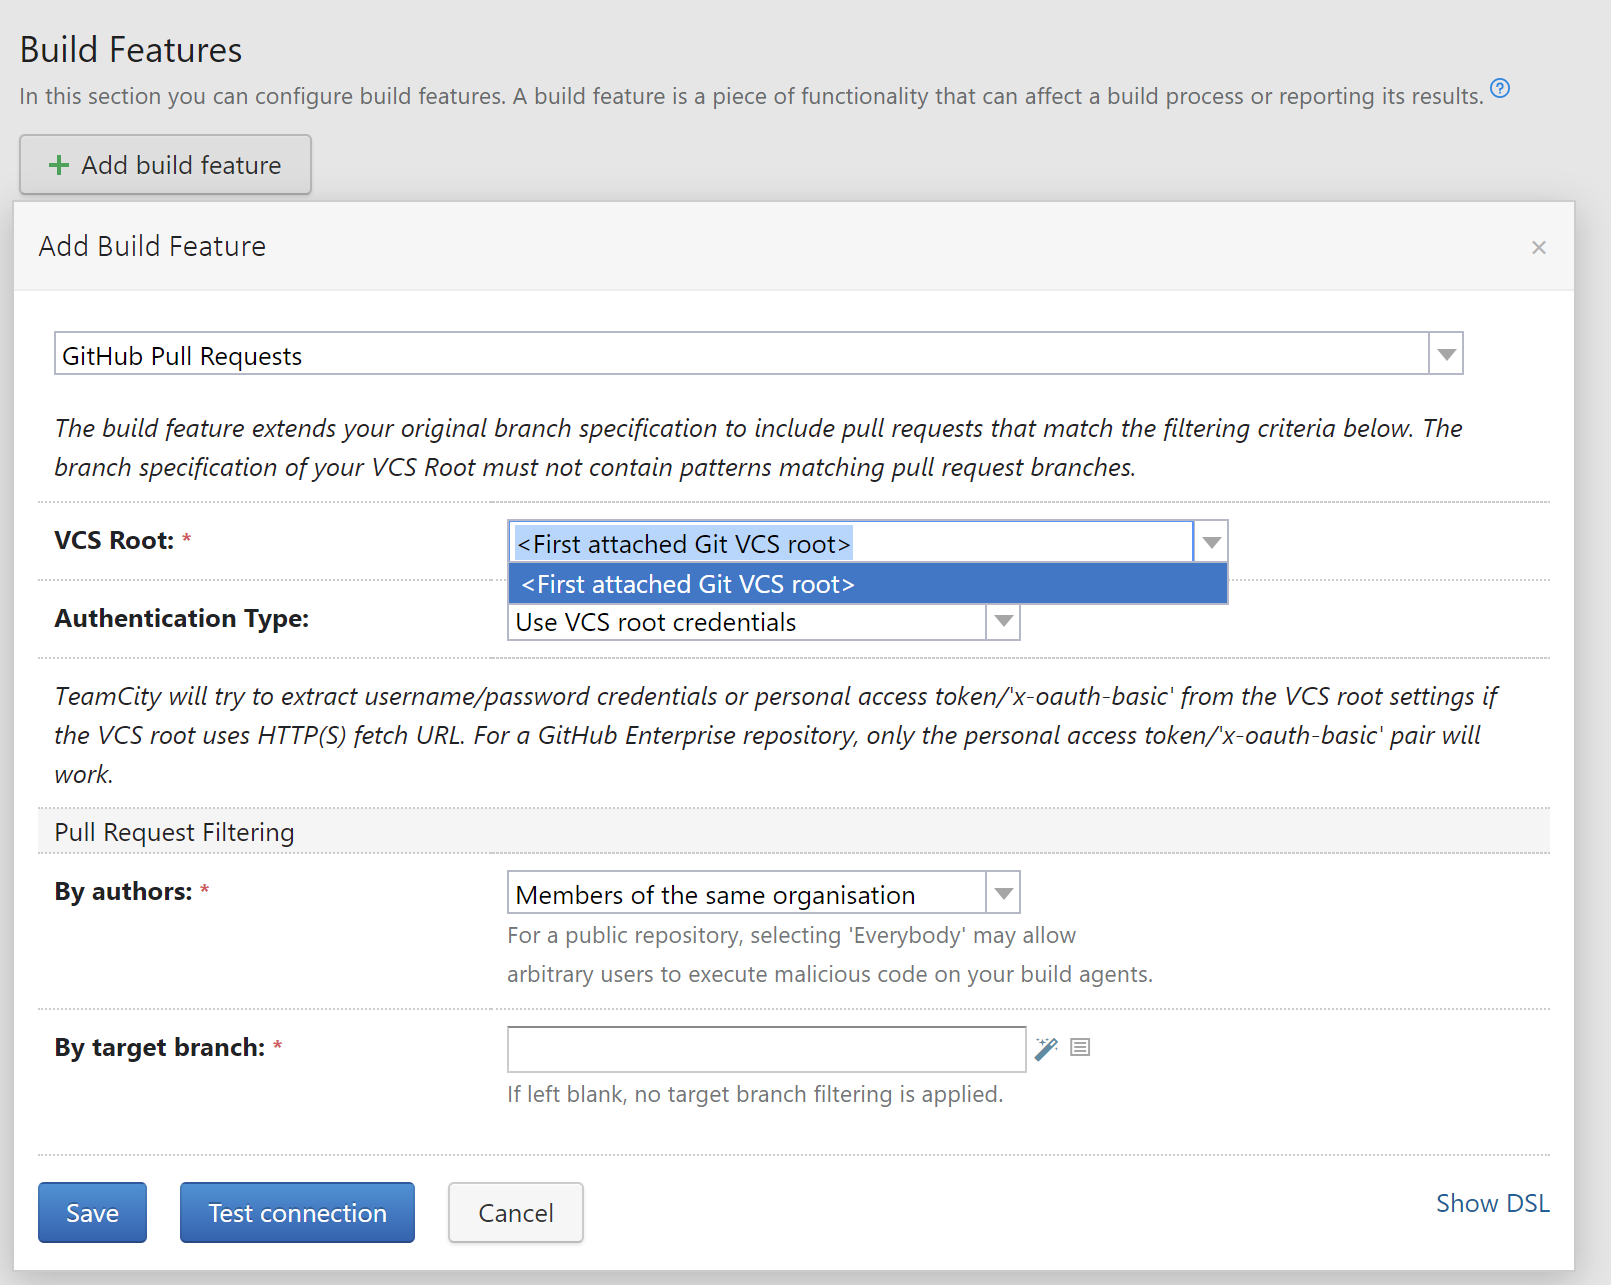 Build Features
In this section you can configure build features. A build feature is a piece of functionality that can affect a build process or reporting its results. ?
+ Add build feature
Add Build Feature ×
GitHub Pull Requests
The build feature extends your original branch specification to include pull requests that match the filtering criteria below. The
branch specification of your VCS Root must not contain patterns matching pull request branches.
VCS Root: * <First attached Git VCS root>
<First attached Git VCS root>
Authentication Type: Use VCS root credentials
TeamCity will try to extract username/password credentials or personal access token/'x-oauth-basic' from the VCS root settings if
the VCS root uses HTTP(S) fetch URL. For a GitHub Enterprise repository, only the personal access token/'x-oauth-basic' pair will
work.
Pull Request Filtering
By authors: * Members of the same organisation
For a public repository, selecting 'Everybody' may allow
arbitrary users to execute malicious code on your build agents.
By target branch: *
If left blank, no target branch filtering is applied.
Save Test connection Cancel Show DSL